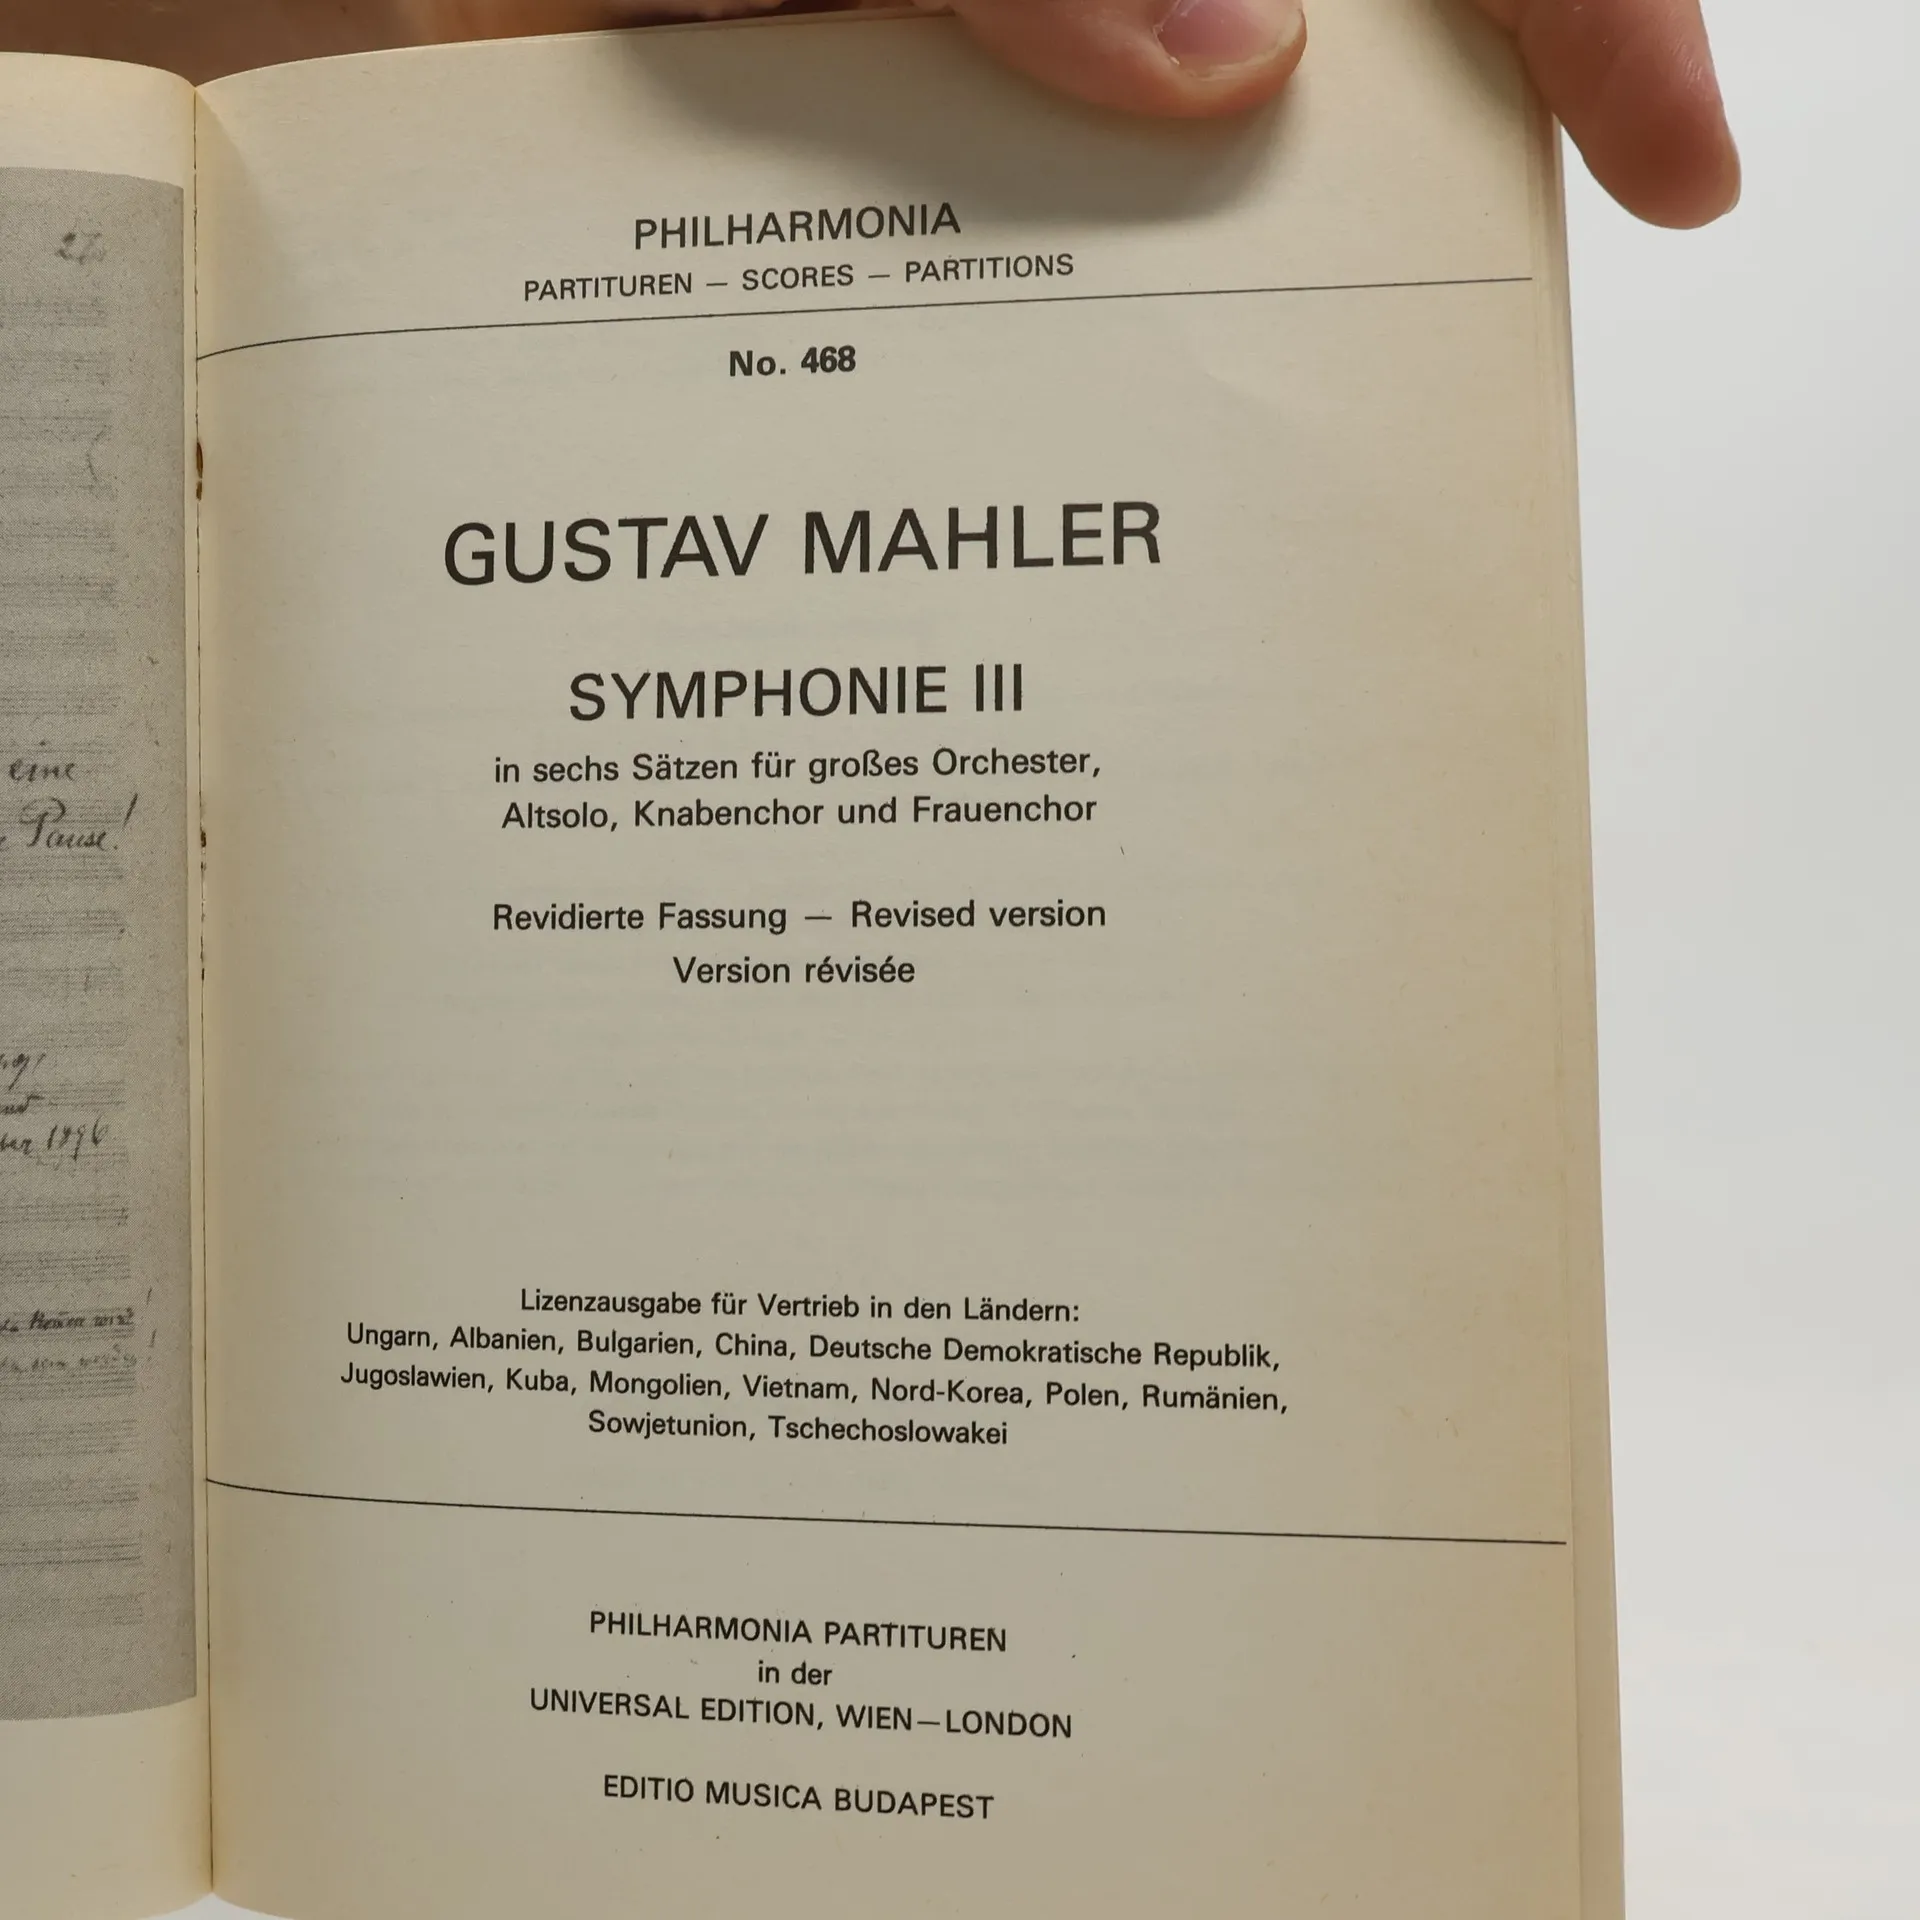 eine
Pause!
1896
PHILHARMONIA
PARTITUREN — SCORES — PARTITIONS
No. 468
GUSTAV MAHLER
SYMPHONIE III
in sechs Sätzen für großes Orchester,
Altsolo, Knabenchor und Frauenchor
Revidierte Fassung — Revised version
Version révisée
Lizenzausgabe für Vertrieb in den Ländern:
Ungarn, Albanien, Bulgarien, China, Deutsche Demokratische Republik,
Jugoslawien, Kuba, Mongolien, Vietnam, Nord-Korea, Polen, Rumänien,
Sowjetunion, Tschechoslowakei
PHILHARMONIA PARTITUREN
in der
UNIVERSAL EDITION, WIEN—LONDON
EDITIO MUSICA BUDAPEST